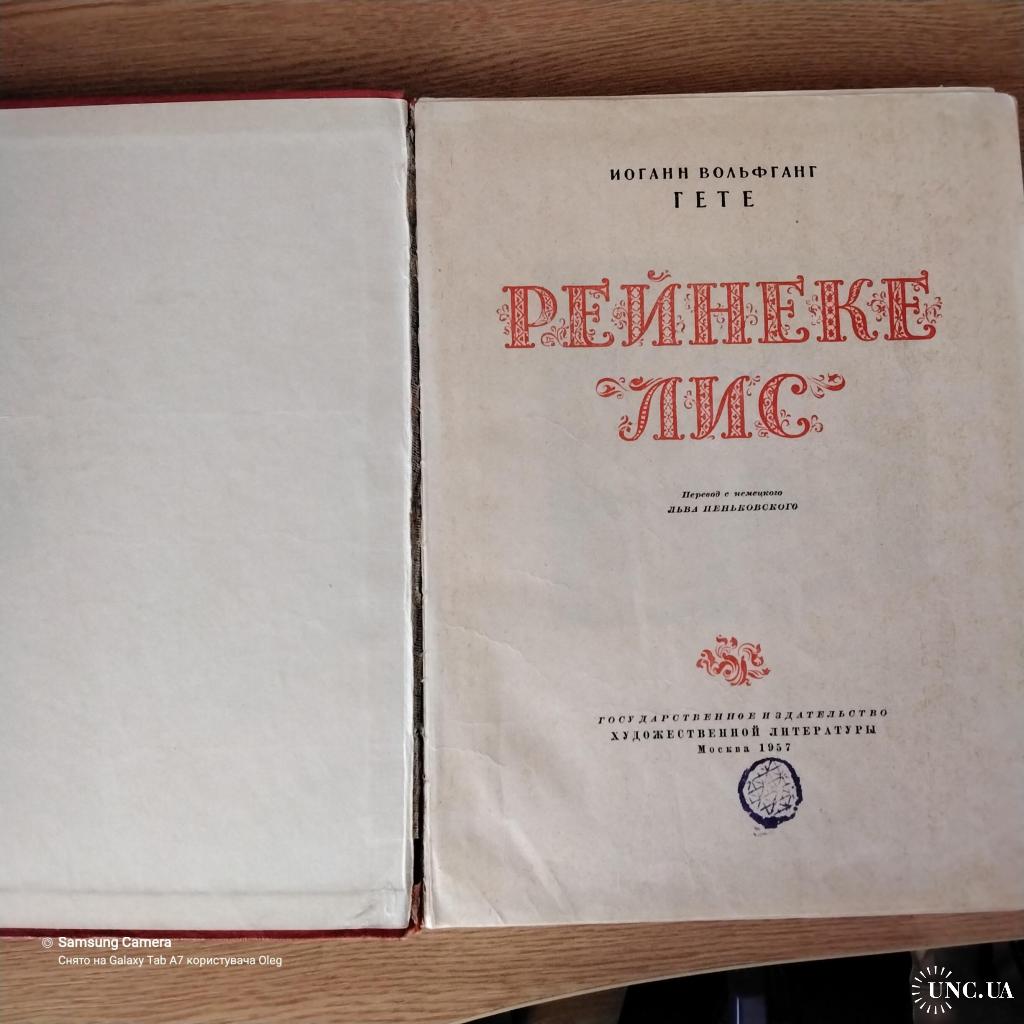 ИОГАНН ВОЛЬФГАНГ
ГЕТЕ
РЕЙНЕКЕ
ЛИС
Перевод с немецкого
ЛЬВА ПЕНЬКОВСКОГО
ГОСУДАРСТВЕННОЕ ИЗДАТЕЛЬСТВО
ХУДОЖЕСТВЕННОЙ ЛИТЕРАТУРЫ
Москва 1957
Samsung Camera
Снято на Galaxy Tab A7 користувача Oleg
UNC.UA